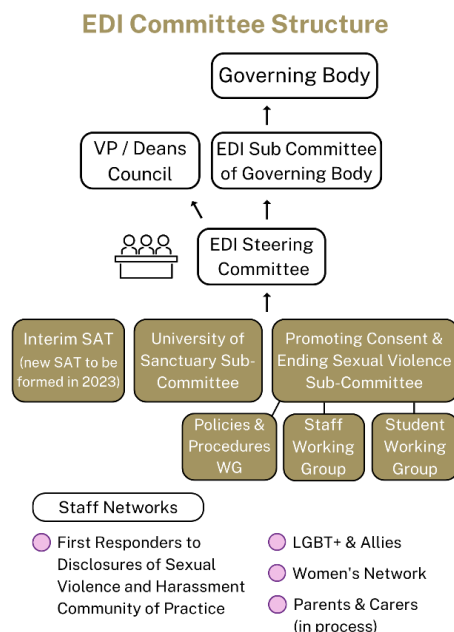 EDI Committee Structure
Governing Body
VP / Deans
Council
EDI Sub Committee
of Governing Body
EDI Steering
Committee
Interim SAT
(new SAT to be
formed in 2023)
University of
Sanctuary Sub-
Committee
Promoting Consent &
Ending Sexual Violence
Sub-Committee
Policies &
Procedures
WG
Staff
Working
Group
Student
Working
Group
Staff Networks
First Responders to
Disclosures of Sexual
Violence and Harassment
Community of Practice
LGBT+ & Allies
Women's Network
Parents & Carers
(in process)